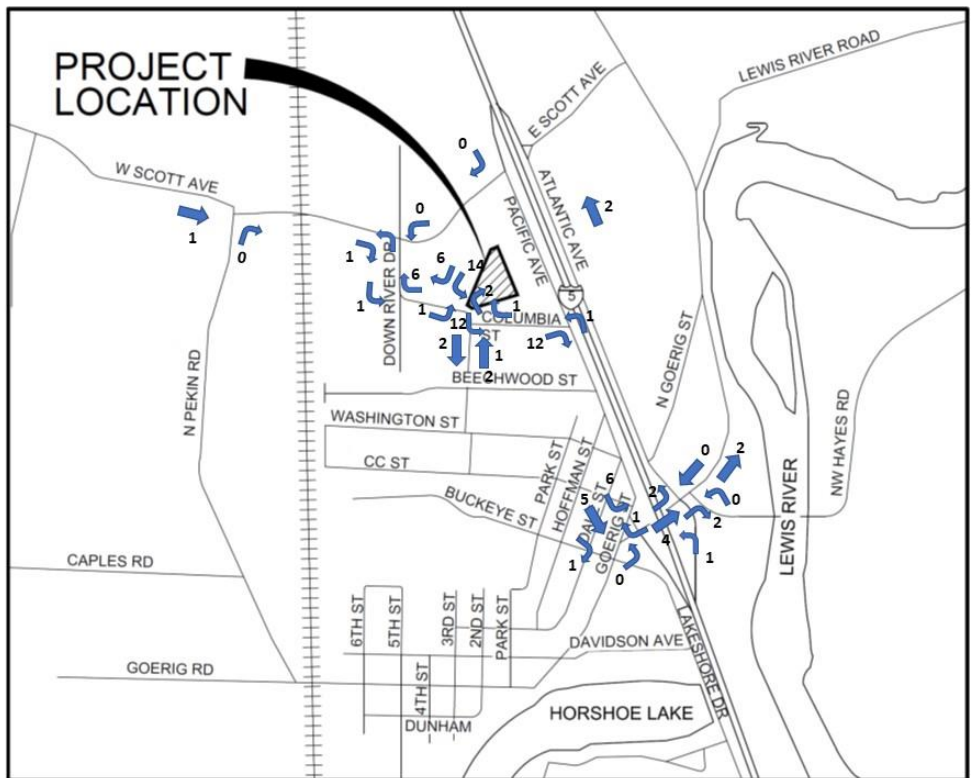 PROJECT
LOCATION
LEWIS RIVER ROAD
E SCOTT AVE
0
W SCOTT AVE
ATLANTIC AVE
PACIFIC AVE
2
1
0
0
DOWN RIVER DR
1
6
14
6
2
5
1
1
1
1
12
COLUMBIA
ST
12
2
1
2
BEECHWOOD ST
N GOERIG ST
N PEKIN RD
WASHINGTON ST
NW HAYES RD
CC ST
PARK ST
HOFFMAN ST
DALE ST
GOERIG ST
0
2
6
2
5
0
BUCKEYE ST
1
2
4
1
1
0
LEWIS RIVER
CAPLES RD
6TH ST
5TH ST
3RD ST
2ND ST
PARK ST
4TH ST
DAVIDSON AVE
LAKESHORE DR
GOERIG RD
DUNHAM
HORSHOE LAKE